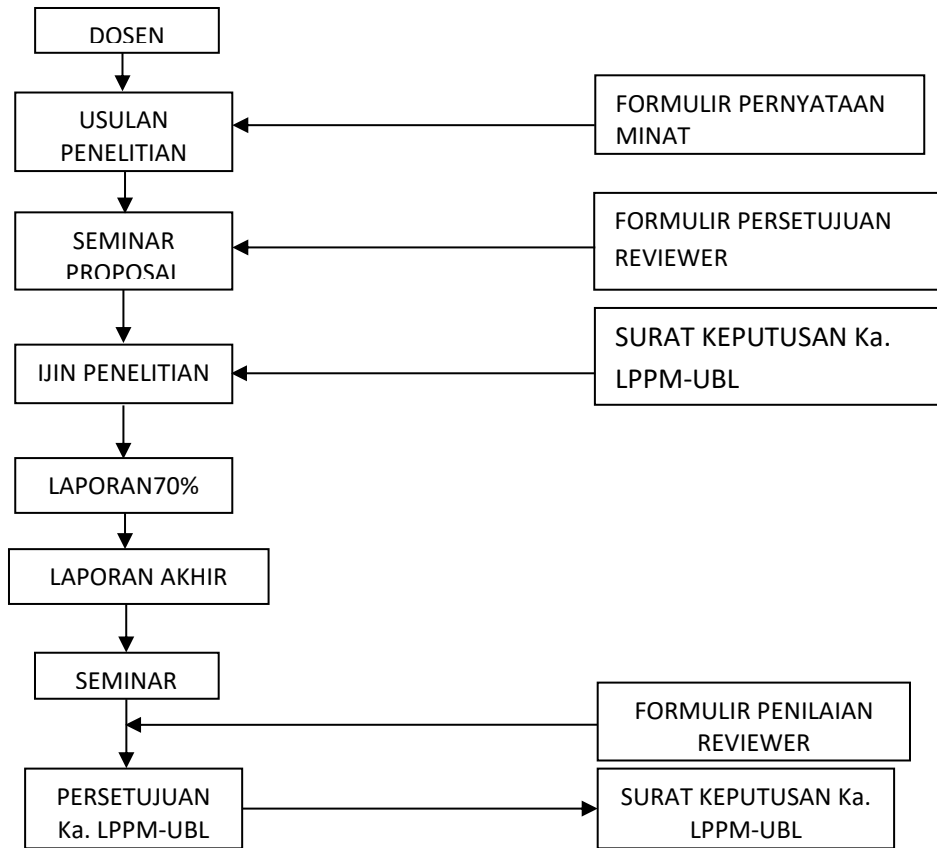 DOSEN
USULAN
PENELITIAN
FORMULIR PERNYATAAN
MINAT
SEMINAR
PROPOSAL
FORMULIR PERSETUJUAN
REVIEWER
IJIN PENELITIAN
SURAT KEPUTUSAN Ka.
LPPM-UBL
LAPORAN70%
LAPORAN AKHIR
SEMINAR
FORMULIR PENILAIAN
REVIEWER
PERSETUJUAN
Ka. LPPM-UBL
SURAT KEPUTUSAN Ka.
LPPM-UBL